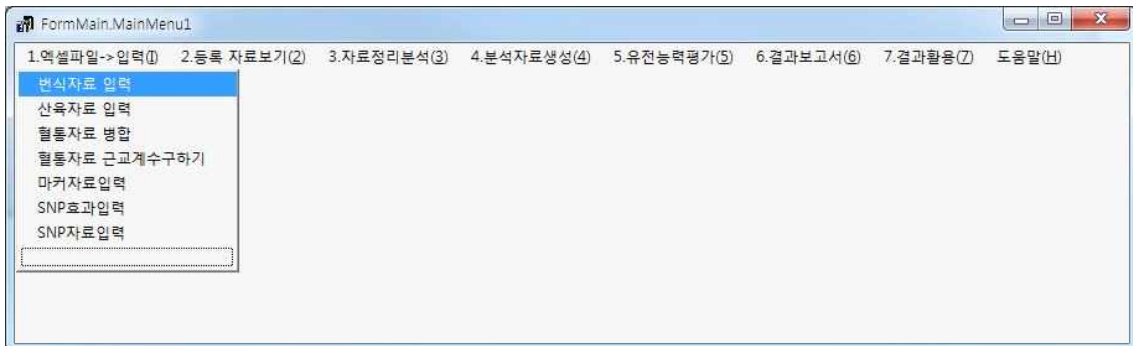 FormMain.MainMenu1
1.엑셀파일->입력(I) 2.등록 자료보기(2) 3.자료정리분석(3) 4.분석자료생성(4) 5.유전능력평가(5) 6.결과보고서(6) 7.결과활용(7) 도움말(H)
번식자료 입력
산육자료 입력
혈통자료 병합
혈통자료 근교계수구하기
마커자료입력
SNP효과입력
SNP자료입력